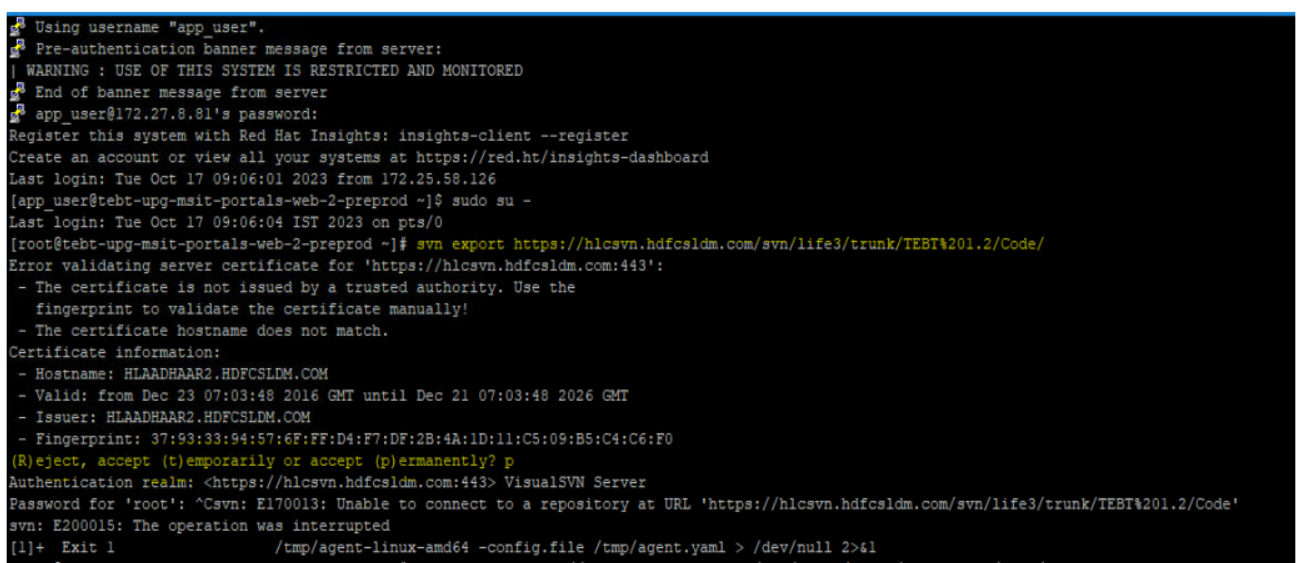 Using username "app_user".
Pre-authentication banner message from server:
| WARNING : USE OF THIS SYSTEM IS RESTRICTED AND MONITORED
End of banner message from server
app_user@172.27.8.81's password:
Register this system with Red Hat Insights: insights-client --register
Create an account or view all your systems at https://red.ht/insights-dashboard
Last login: Tue Oct 17 09:06:01 2023 from 172.25.58.126
[app_user@tebt-upg-msit-portals-web-2-preprod ~]$ sudo su -
Last login: Tue Oct 17 09:06:04 IST 2023 on pts/0
[root@tebt-upg-msit-portals-web-2-preprod ~]# svn export https://hlcsvn.hdfcsldm.com/svn/life3/trunk/TEBT%201.2/Code/
Error validating server certificate for 'https://hlcsvn.hdfcsldm.com:443':
- The certificate is not issued by a trusted authority. Use the
fingerprint to validate the certificate manually!
- The certificate hostname does not match.
Certificate information:
- Hostname: HLAADHAAR2.HDFCSLDM.COM
- Valid: from Dec 23 07:03:48 2016 GMT until Dec 21 07:03:48 2026 GMT
- Issuer: HLAADHAAR2.HDFCSLDM.COM
- Fingerprint: 37:93:33:94:57:6F:FF:D4:F7:DF:2B:4A:1D:11:C5:09:B5:C4:C6:F0
(R)eject, accept (t)emporarily or accept (p)ermanently? p
Authentication realm: <https://hlcsvn.hdfcsldm.com:443> VisualSVN Server
Password for 'root': ^Csvn: E170013: Unable to connect to a repository at URL 'https://hlcsvn.hdfcsldm.com/svn/life3/trunk/TEBT%201.2/Code'
svn: E200015: The operation was interrupted
[1]+  Exit 1                  /tmp/agent-linux-amd64 -config.file /tmp/agent.yaml > /dev/null 2>&1